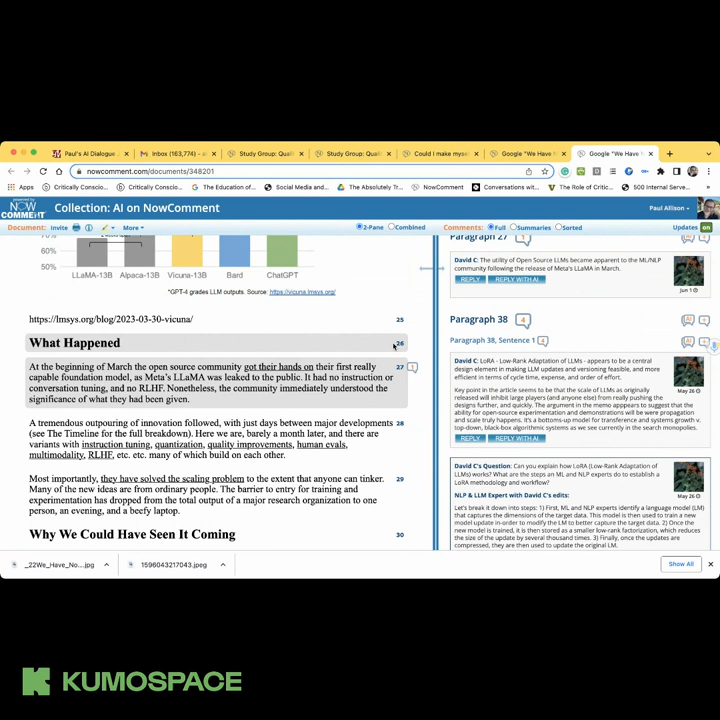 Paul's AI Dialogue
Inbox (163,774) - a
Study Group: Quali
Study Group: Quali
Could I make myse
Google "We Have
Google "We Have N
nowcomment.com/documents/348201
Apps
Critically Conscio...
Critically Conscio...
The Education of...
Social Media and...
The Absolutely Tr...
NowComment
Conversations wit...
The Role of Critic...
500 Internal Serve...
powered by
NOW
COMMENT
Collection: AI on NowComment
Paul Allison
Document:
Invite
More
2-Pane
Combined
Comments:
Full
Summaries
Sorted
Updates
on
60%
50%
LLaMA-13B
Alpaca-13B
Vicuna-13B
Bard
ChatGPT
*GPT-4 grades LLM outputs. Source: https://vicuna.lmsys.org/
https://lmsys.org/blog/2023-03-30-vicuna/
25
What Happened
26
At the beginning of March the open source community got their hands on their first really
27
1
capable foundation model, as Meta's LLaMA was leaked to the public. It had no instruction or
conversation tuning, and no RLHF. Nonetheless, the community immediately understood the
significance of what they had been given.
A tremendous outpouring of innovation followed, with just days between major developments
28
(see The Timeline for the full breakdown). Here we are, barely a month later, and there are
variants with instruction tuning, quantization, quality improvements, human evals,
multimodality, RLHF, etc. etc. many of which build on each other.
Most importantly, they have solved the scaling problem to the extent that anyone can tinker.
29
Many of the new ideas are from ordinary people. The barrier to entry for training and
experimentation has dropped from the total output of a major research organization to one
person, an evening, and a beefy laptop.
Why We Could Have Seen It Coming
30
Paragraph 27
1
David C: The utility of Open Source LLMs became apparent to the ML/NLP
community following the release of Meta's LLaMA in March.
REPLY
REPLY WITH AI
Jun 1
Paragraph 38
4
Paragraph 38, Sentence 1
4
David C: LoRA - Low-Rank Adaptation of LLMs - appears to be a central
design element in making LLM updates and versioning feasible, and more
efficient in terms of cycle time, expense, and order of effort.
May 26
Key point in the article seems to be that the scale of LLMs as originally
released will inhibit large players (and anyone else) from really pushing the
designs further, and quickly. The argument in the memo appears to suggest that the
ability for open-source experimentation and demonstrations will be were propagation
and scale truly happens. It's a bottom-up model for transference and systems growth v.
top-down, black-box algorithmic systems as we see currently in the search monopolies.
REPLY
REPLY WITH AI
David C's Question: Can you explain how LoRA (Low-Rank Adaptation of
LLMs) works? What are the steps an ML and NLP experts do to establish a
LoRA methodology and workflow?
May 26
NLP & LLM Expert with David C's edits:
Let's break it down into steps: 1) First, ML and NLP experts identify a language model (LM)
that captures the dimensions of the target data. This model is then used to train a new
model update in-order to modify the LM to better capture the target data. 2) Once the
model is trained, it is then stored as a smaller low-rank factorization, which reduces
the size of the update by several thousand times. 3) Finally, once the updates are
compressed, they are then used to update the original LM.
_22We_Have_No....jpg
1596043217043.jpeg
Show All
KUMOSPACE